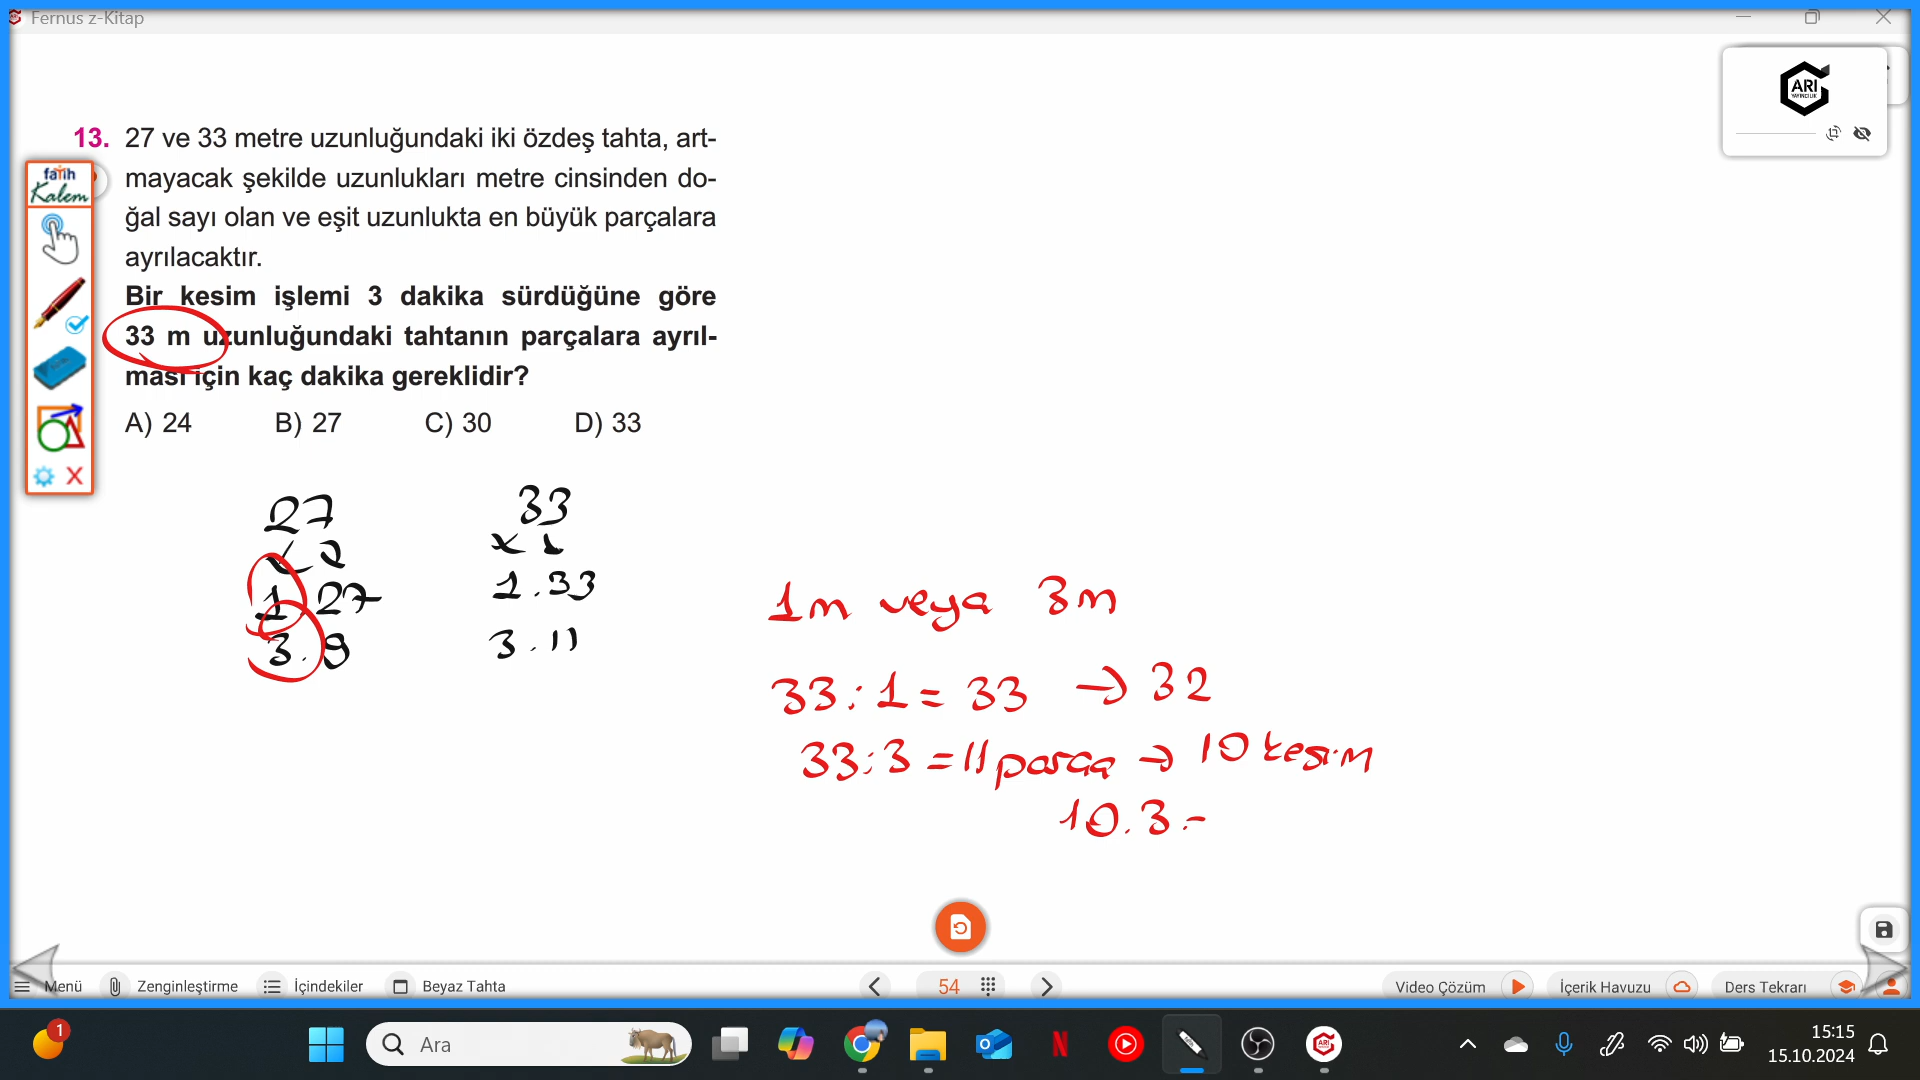 Fernus z-Kitap
ARI
YAYINCILIK
13. 27 ve 33 metre uzunluğundaki iki özdeş tahta, art-
mayacak şekilde uzunlukları metre cinsinden do-
ğal sayı olan ve eşit uzunlukta en büyük parçalara
ayrılacaktır.
Bir kesim işlemi 3 dakika sürdüğüne göre
33 m uzunluğundaki tahtanın parçalara ayrıl-
ması için kaç dakika gereklidir?
A) 24 B) 27 C) 30 D) 33
fatih
Kalem
27 33
1 27 1.33
3.9 3.11
1m veya 3m
33:1=33 → 32
33:3=11 parça → 10 kesim
10.3=
Menü Zenginleştirme İçindekiler Beyaz Tahta 54 Video Çözüm İçerik Havuzu Ders Tekrarı
1 Ara 15:15
15.10.2024